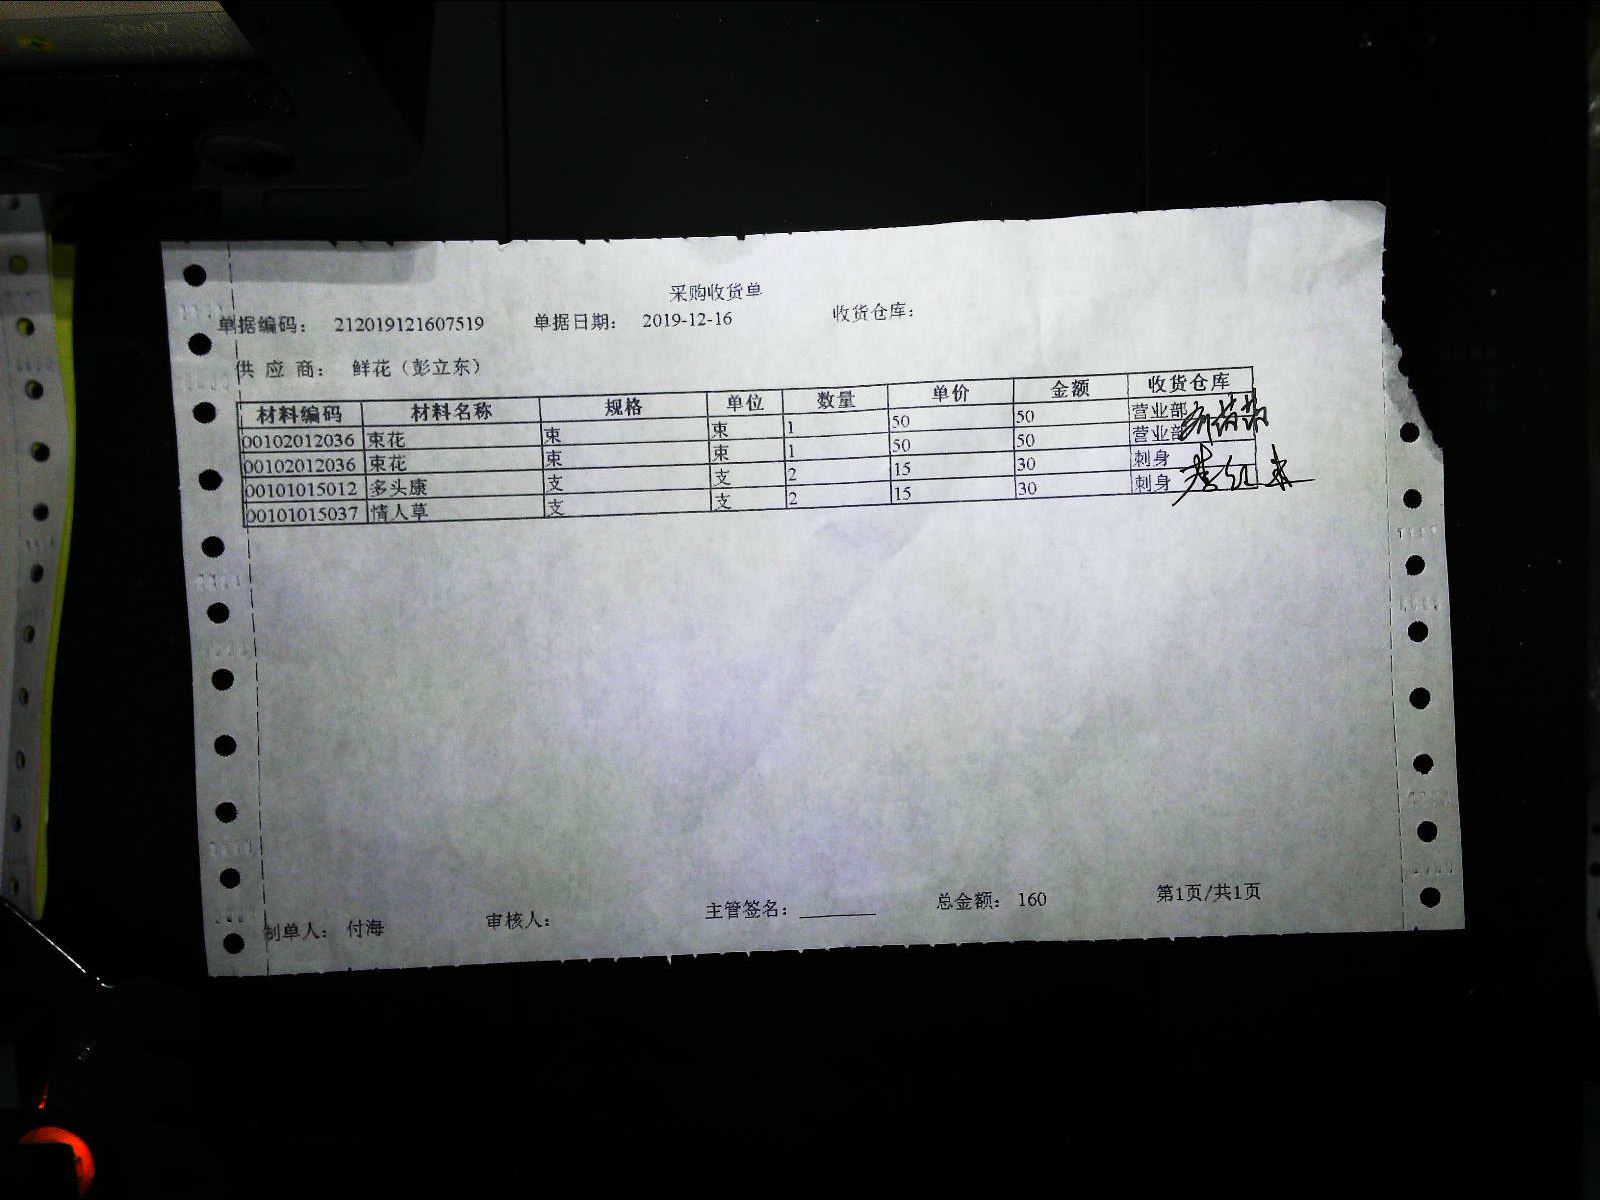 采购收货单
单据编码： 212019121607519 单据日期： 2019-12-16 收货仓库：
供 应 商： 鲜花（彭立东）
材料编码 材料名称 规格 单位 数量 单价 金额 收货仓库
00102012036 束花 束 束 1 50 50 营业部
00102012036 束花 束 束 1 50 50 营业部
00101015012 多头康 支 支 2 15 30 刺身
00101015037 情人草 支 支 2 15 30 刺身
制单人： 付海 审核人： 主管签名：________ 总金额： 160 第1页/共1页